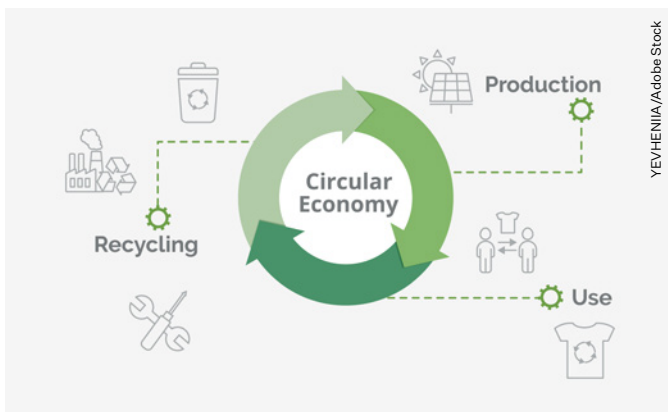 Production
Circular
Economy
Recycling
Use
YEVHENIIA/Adobe Stock